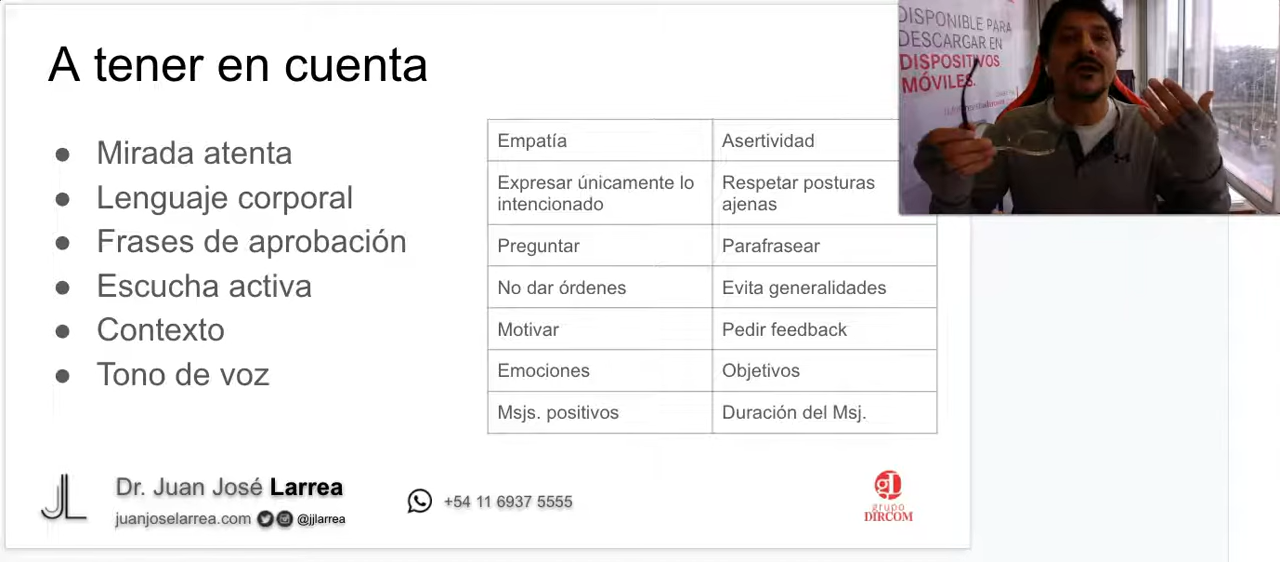 A tener en cuenta
● Mirada atenta
● Lenguaje corporal
● Frases de aprobación
● Escucha activa
● Contexto
● Tono de voz
Empatía
Asertividad
Expresar únicamente lo
intencionado
Respetar posturas
ajenas
Preguntar
Parafrasear
No dar órdenes
Evita generalidades
Motivar
Pedir feedback
Emociones
Objetivos
Msjs. positivos
Duración del Msj.
DISPONIBLE PARA
DESCARGAR EN
DISPOSITIVOS
MÓVILES.
JL
Dr. Juan José Larrea
juanjoselarrea.com @jjlarrea
+54 11 6937 5555
gL
grupo
DIRCOM